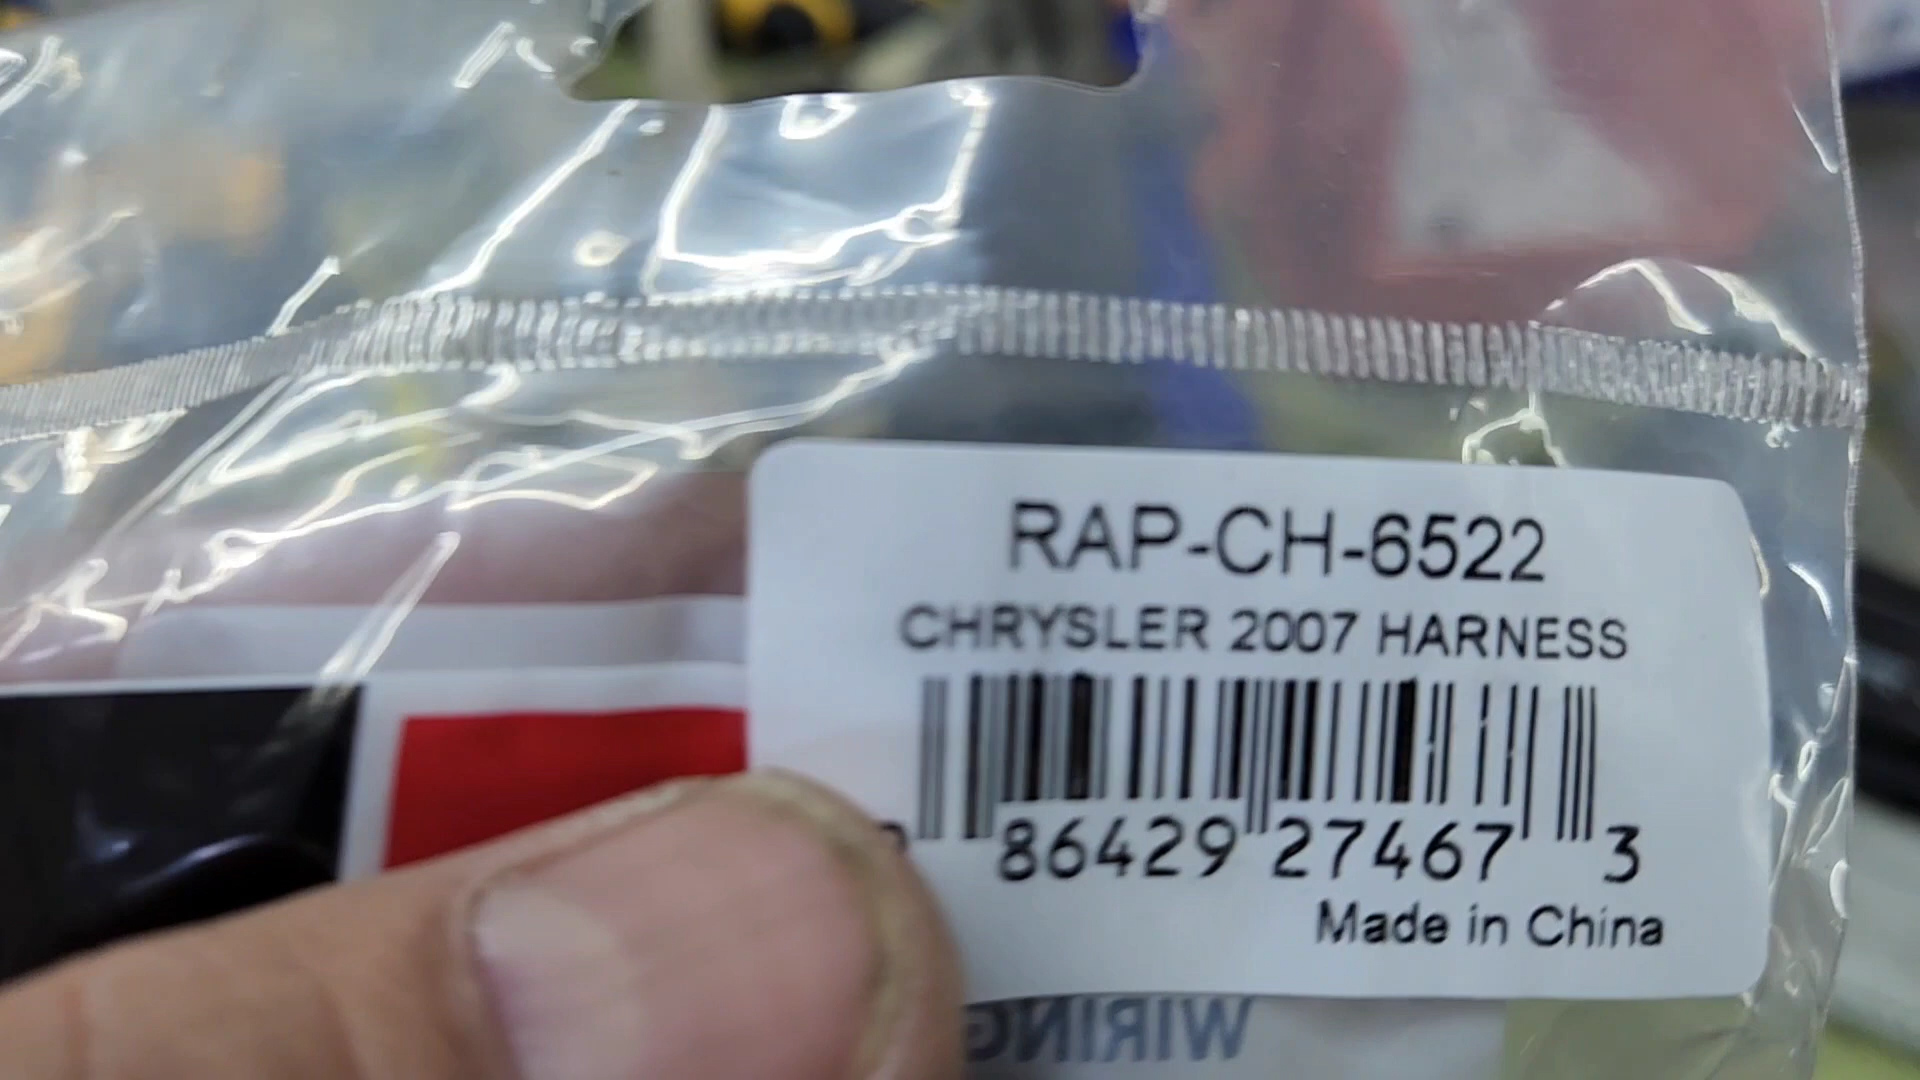 RAP-CH-6522
CHRYSLER 2007 HARNESS
86429 27467 3
Made in China
WIRING